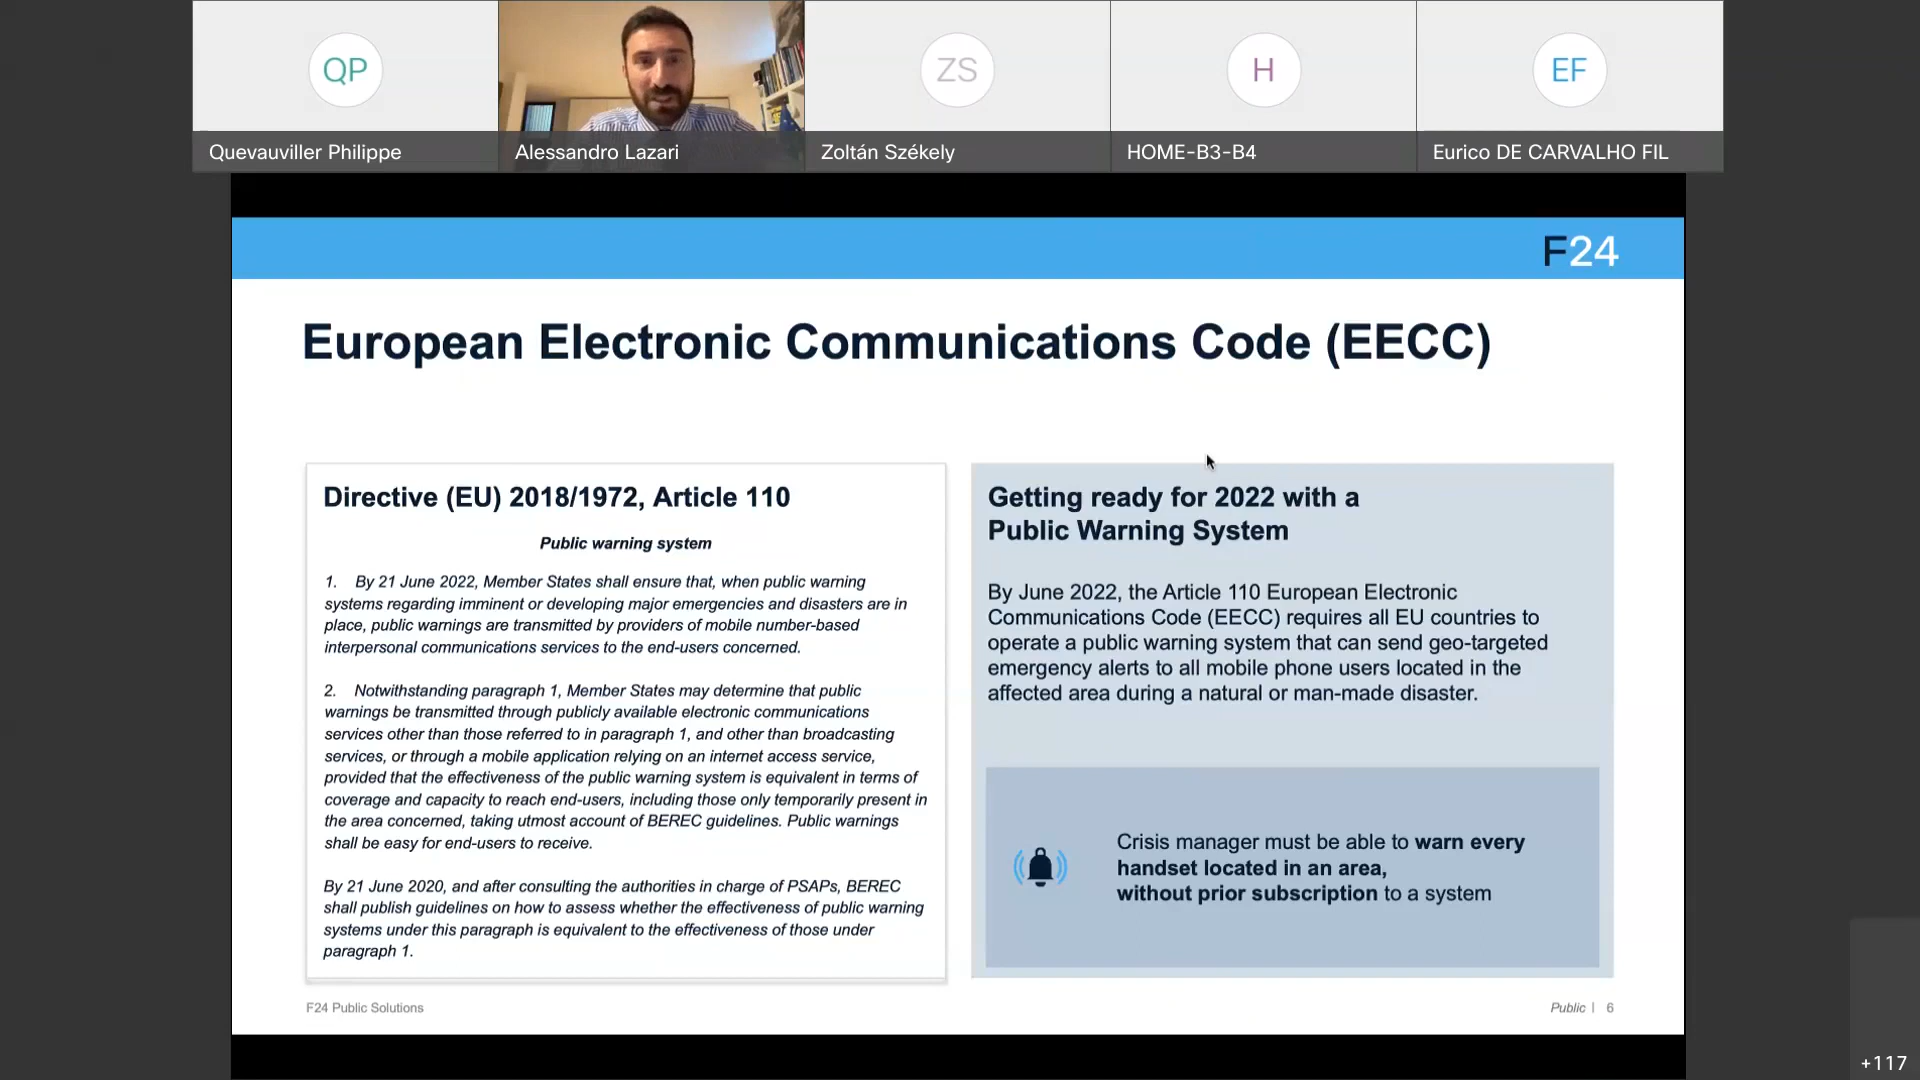 QP
ZS
H
EF
Quevauviller Philippe
Alessandro Lazari
Zoltán Székely
HOME-B3-B4
Eurico DE CARVALHO FIL
F24
European Electronic Communications Code (EECC)
Directive (EU) 2018/1972, Article 110
Public warning system
1. By 21 June 2022, Member States shall ensure that, when public warning
systems regarding imminent or developing major emergencies and disasters are in
place, public warnings are transmitted by providers of mobile number-based
interpersonal communications services to the end-users concerned.
2. Notwithstanding paragraph 1, Member States may determine that public
warnings be transmitted through publicly available electronic communications
services other than those referred to in paragraph 1, and other than broadcasting
services, or through a mobile application relying on an internet access service,
provided that the effectiveness of the public warning system is equivalent in terms of
coverage and capacity to reach end-users, including those only temporarily present in
the area concerned, taking utmost account of BEREC guidelines. Public warnings
shall be easy for end-users to receive.
By 21 June 2020, and after consulting the authorities in charge of PSAPs, BEREC
shall publish guidelines on how to assess whether the effectiveness of public warning
systems under this paragraph is equivalent to the effectiveness of those under
paragraph 1.
Getting ready for 2022 with a
Public Warning System
By June 2022, the Article 110 European Electronic
Communications Code (EECC) requires all EU countries to
operate a public warning system that can send geo-targeted
emergency alerts to all mobile phone users located in the
affected area during a natural or man-made disaster.
Crisis manager must be able to warn every
handset located in an area,
without prior subscription to a system
F24 Public Solutions
Public | 6
+117